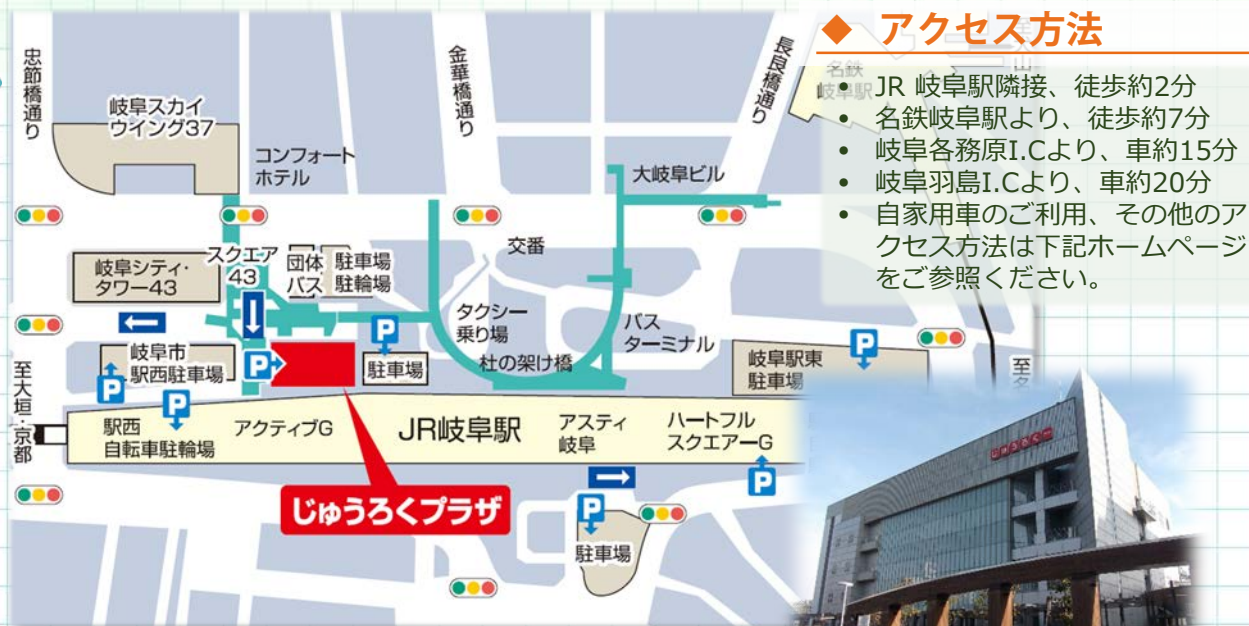 ◆ アクセス方法
• JR 岐阜駅隣接、徒歩約2分
• 名鉄岐阜駅より、徒歩約7分
• 岐阜各務原I.Cより、車約15分
• 岐阜羽島I.Cより、車約20分
• 自家用車のご利用、その他のア
クセス方法は下記ホームページ
をご参照ください。
忠節橋通り
金華橋通り
長良橋通り
名鉄
岐阜駅
岐阜スカイ
ウイング37
コンフォート
ホテル
大岐阜ビル
交番
スクエア
43
団体
バス
駐車場
駐輪場
岐阜シティ・
タワー43
P
タクシー
乗り場
バス
ターミナル
杜の架け橋
岐阜市
駅西駐車場
P
P
駐車場
岐阜駅東
駐車場
P
至大垣・京都
至
P
駅西
自転車駐輪場
アクティブG
JR岐阜駅
アスティ
岐阜
ハートフル
スクエアーG
P
じゅうろくプラザ
P
駐車場
じゅうろく